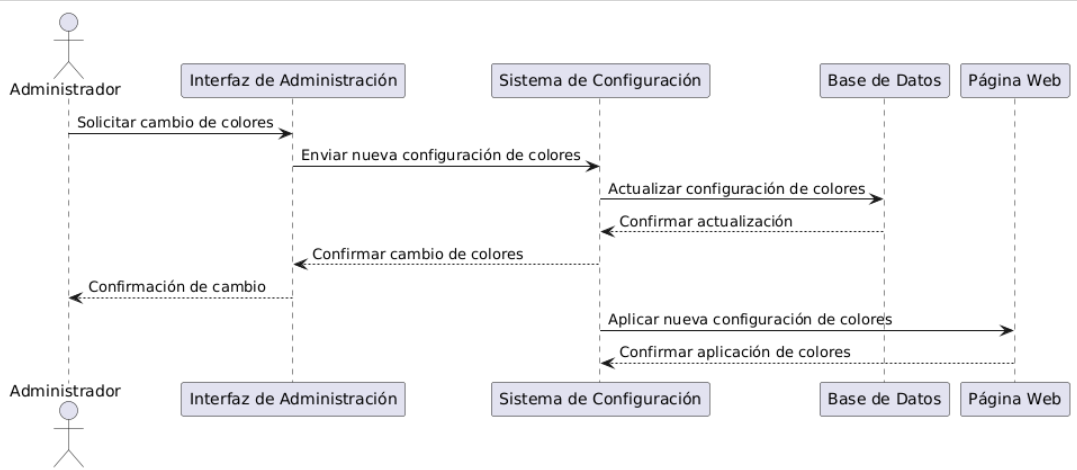 Administrador
Interfaz de Administración
Sistema de Configuración
Base de Datos
Página Web
Solicitar cambio de colores
Enviar nueva configuración de colores
Actualizar configuración de colores
Confirmar actualización
Confirmar cambio de colores
Confirmación de cambio
Aplicar nueva configuración de colores
Confirmar aplicación de colores
Administrador
Interfaz de Administración
Sistema de Configuración
Base de Datos
Página Web